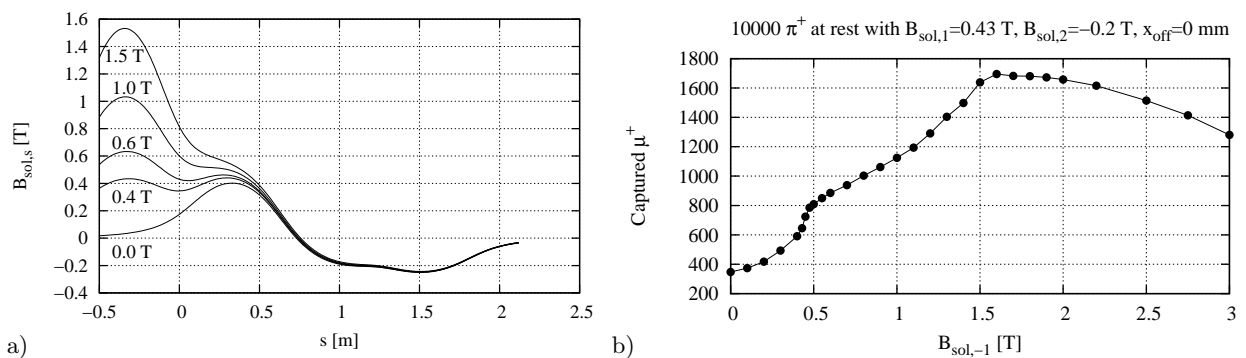 a)
B_sol,s [T]
1.6
1.4
1.2
1
0.8
0.6
0.4
0.2
0
−0.2
−0.4
1.5 T
1.0 T
0.6 T
0.4 T
0.0 T
−0.5 0 0.5 1 1.5 2 2.5
s [m]
b)
10000 π⁺ at rest with B_sol,1=0.43 T, B_sol,2=−0.2 T, x_off=0 mm
Captured μ⁺
1800
1600
1400
1200
1000
800
600
400
200
0 0.5 1 1.5 2 2.5 3
B_sol,−1 [T]